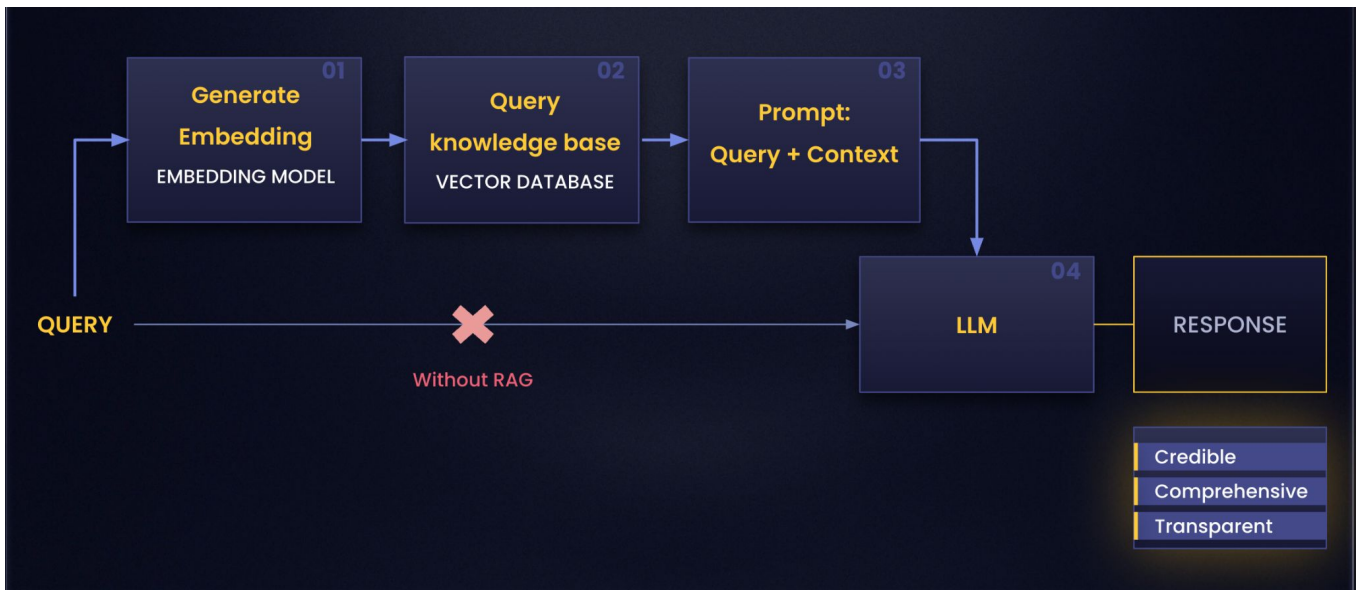 01
Generate
Embedding
EMBEDDING MODEL
02
Query
knowledge base
VECTOR DATABASE
03
Prompt:
Query + Context
QUERY
Without RAG
04
LLM
RESPONSE
Credible
Comprehensive
Transparent